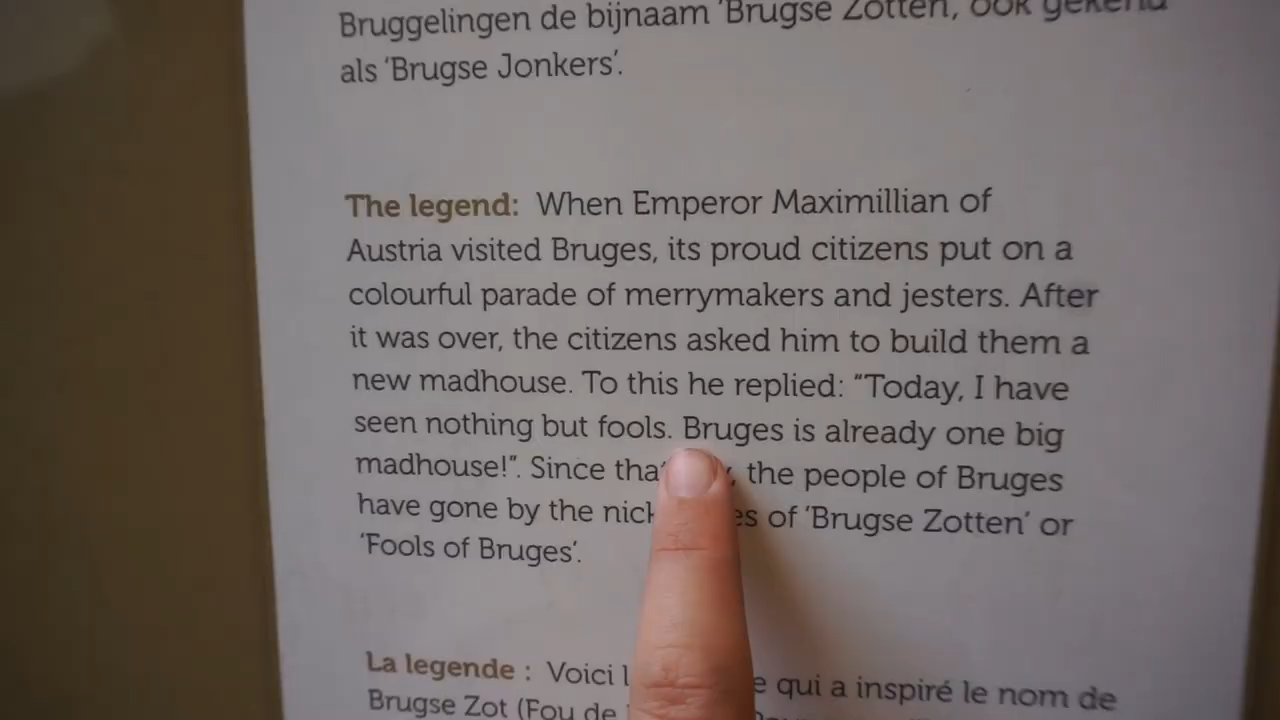 Bruggelingen de bijnaam 'Brugse Zotten, ook gekend
als 'Brugse Jonkers'.
The legend: When Emperor Maximillian of
Austria visited Bruges, its proud citizens put on a
colourful parade of merrymakers and jesters. After
it was over, the citizens asked him to build them a
new madhouse. To this he replied: "Today, I have
seen nothing but fools. Bruges is already one big
madhouse!". Since the people of Bruges
have gone by the of 'Brugse Zotten' or
'Fools of Bruges'.
La legende : Voici qui a inspiré le nom de
Brugse Zot (Fou de